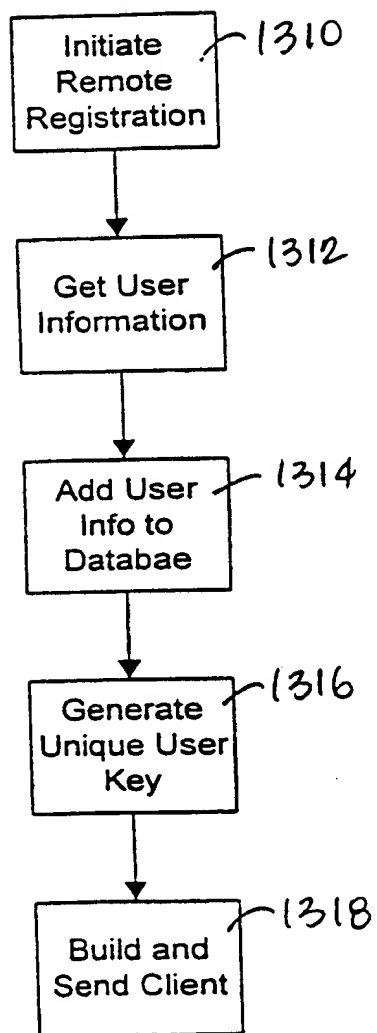 Initiate
Remote
Registration
1310
Get User
Information
1312
Add User
Info to
Databae
1314
Generate
Unique User
Key
1316
Build and
Send Client
1318